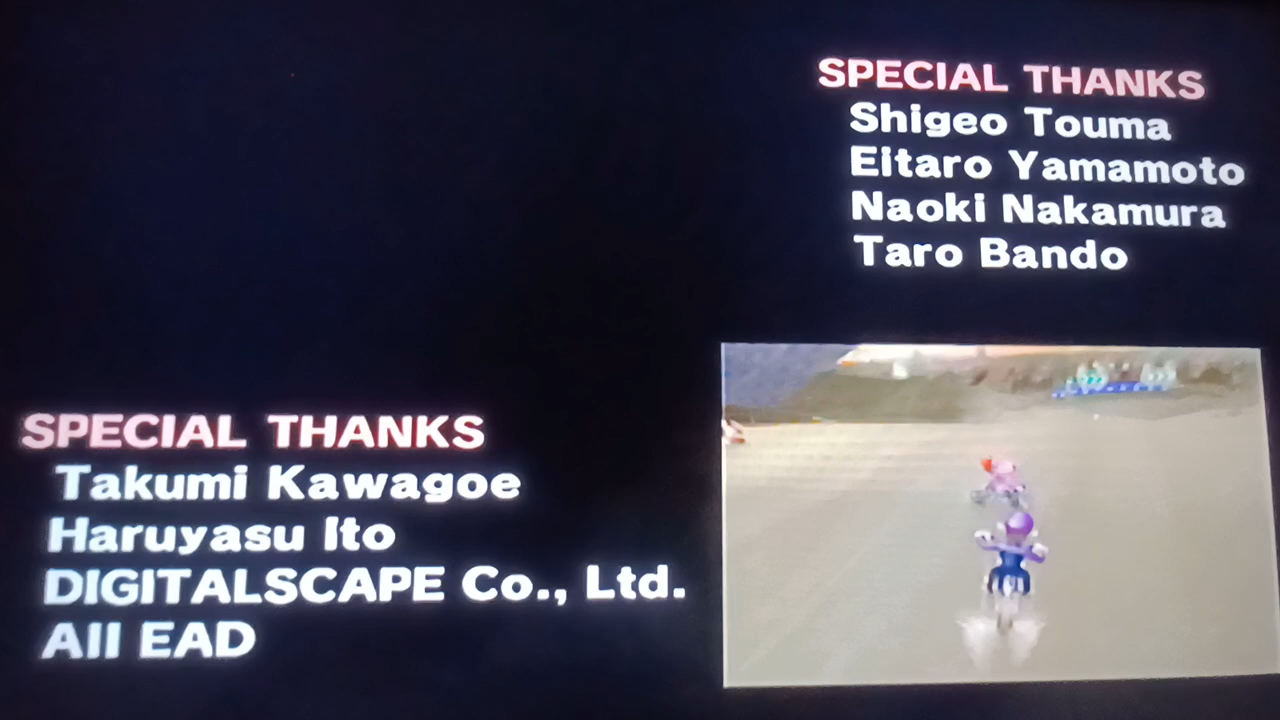 SPECIAL THANKS
Shigeo Touma
Eitaro Yamamoto
Naoki Nakamura
Taro Bando
SPECIAL THANKS
Takumi Kawagoe
Haruyasu Ito
DIGITALSCAPE Co., Ltd.
All EAD